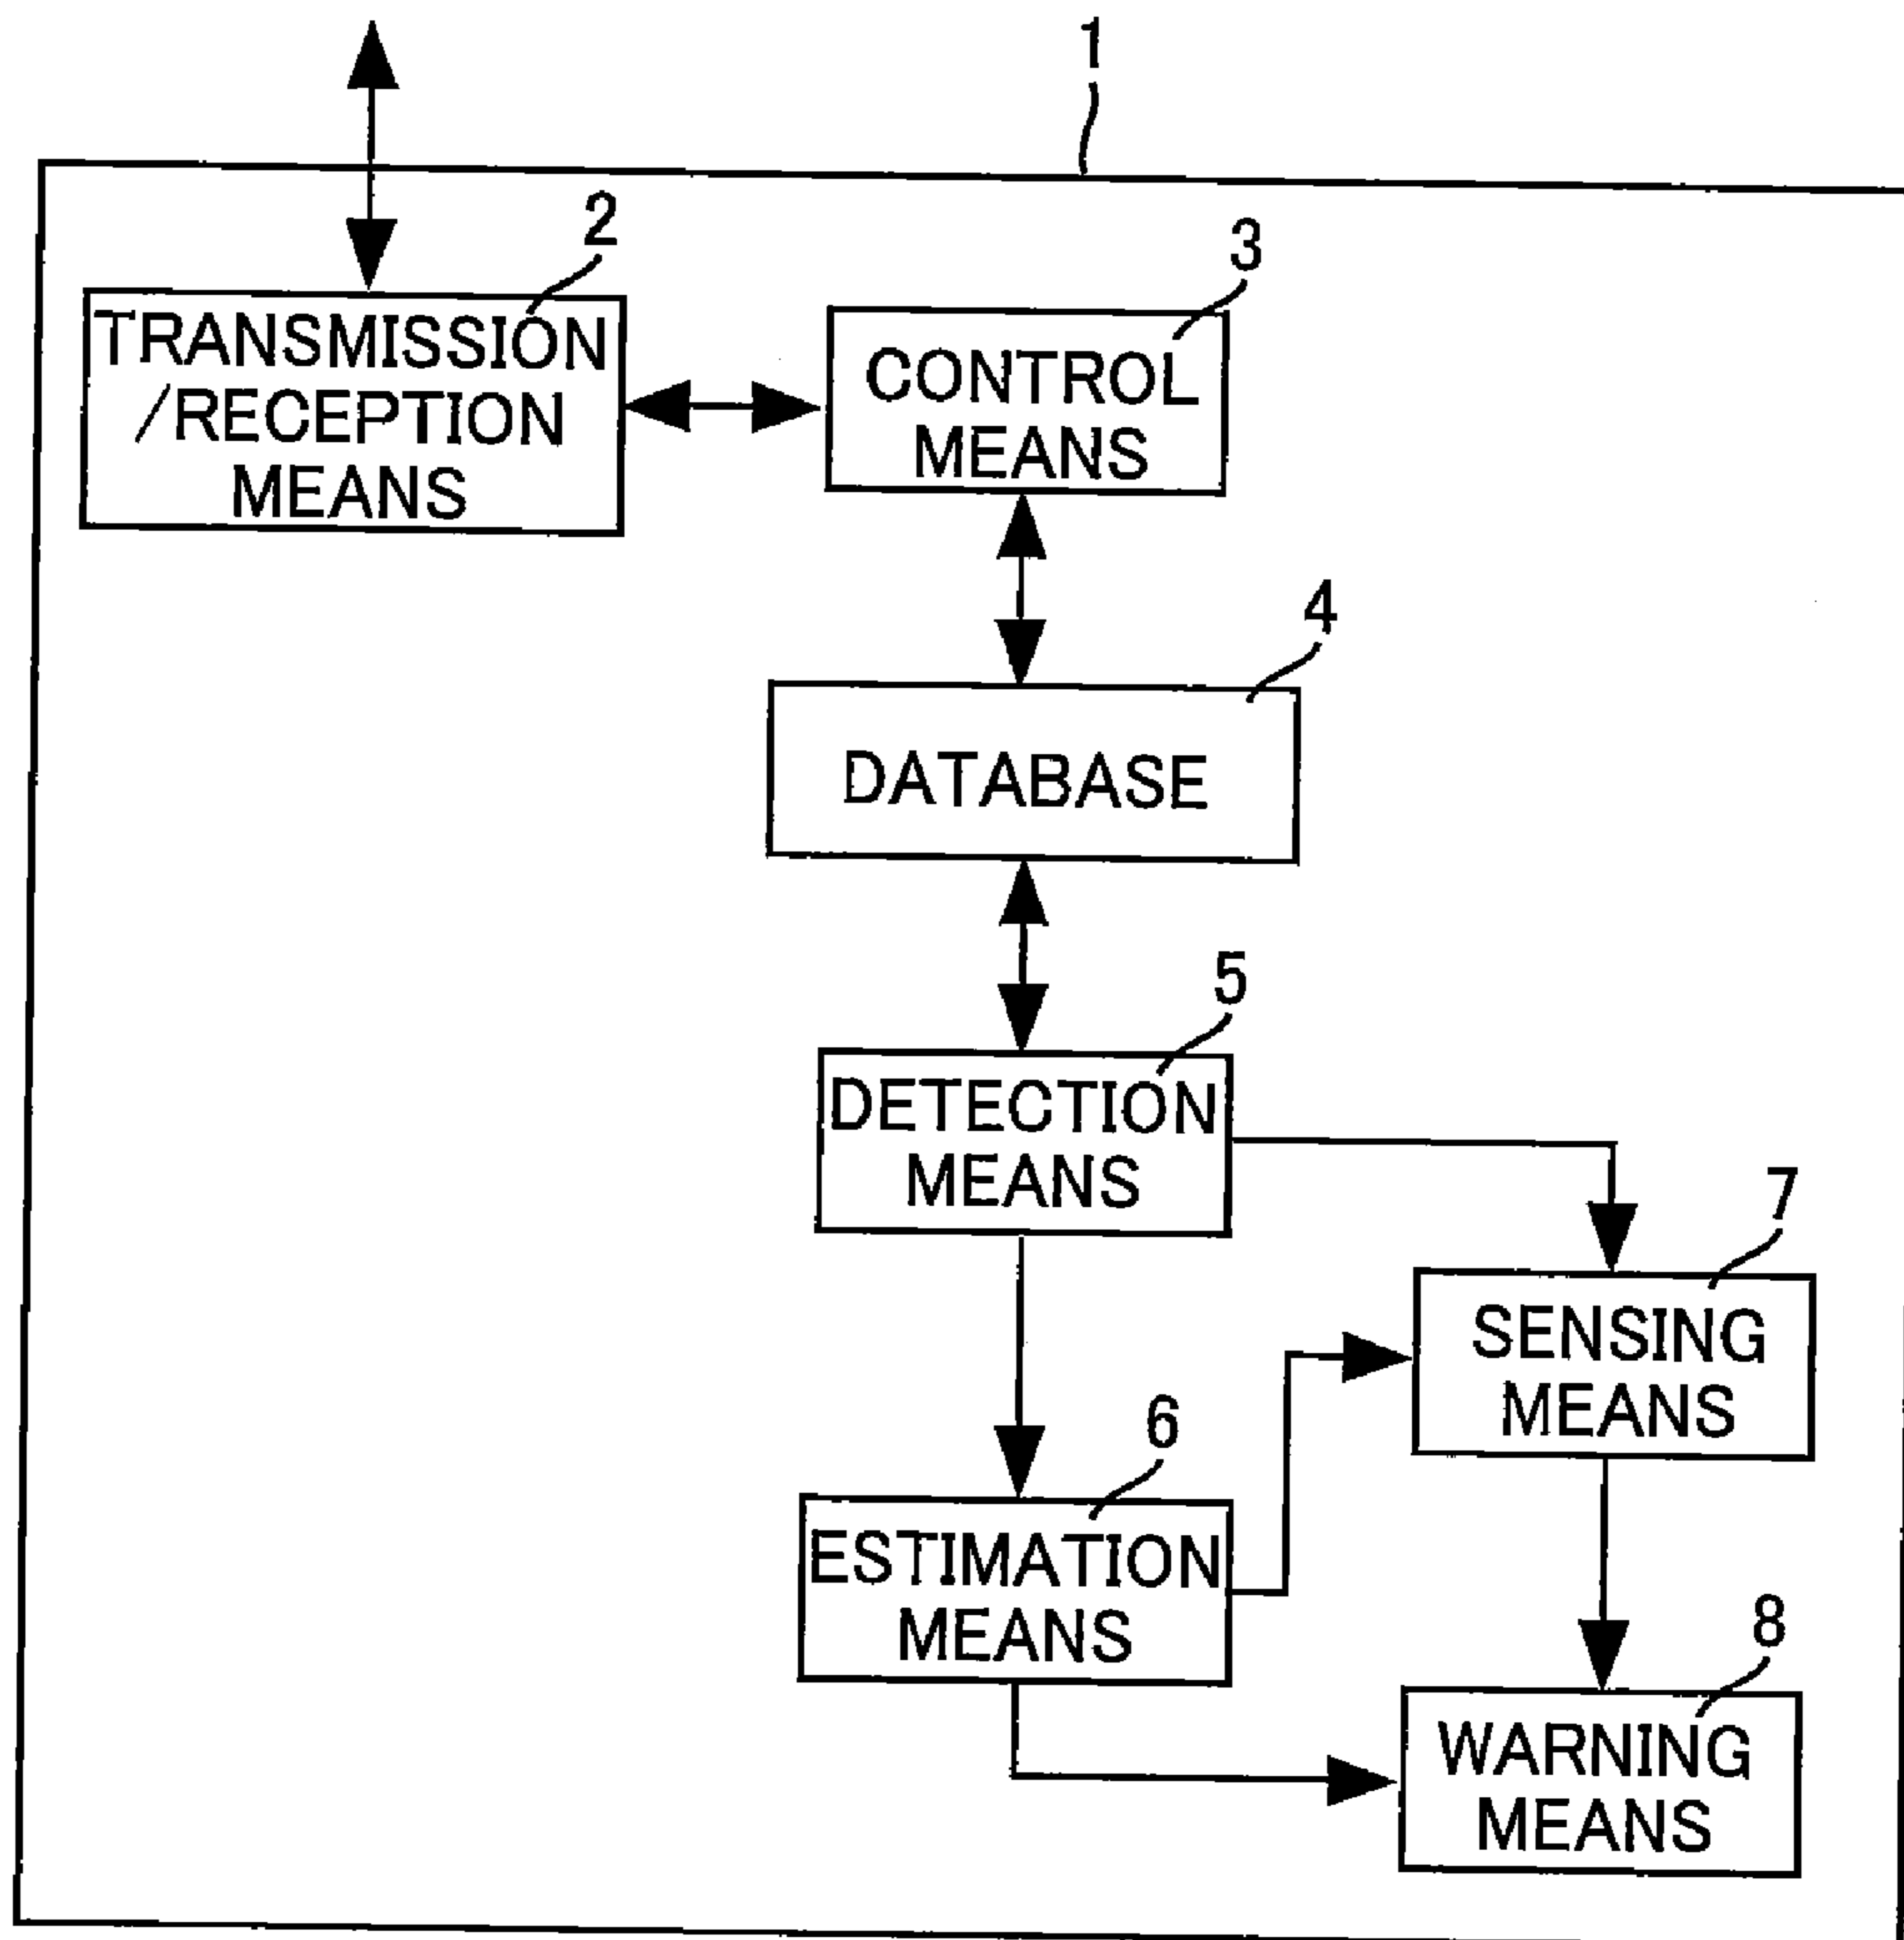 1
2
TRANSMISSION
/RECEPTION
MEANS
3
CONTROL
MEANS
4
DATABASE
5
DETECTION
MEANS
7
SENSING
MEANS
6
ESTIMATION
MEANS
8
WARNING
MEANS